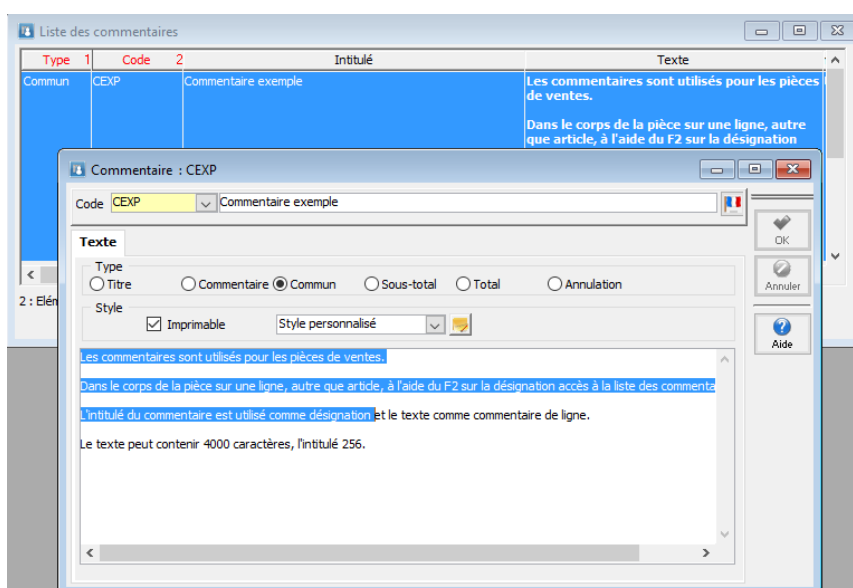 Liste des commentaires
Type 1 Code 2 Intitulé Texte
Commun CEXP Commentaire exemple Les commentaires sont utilisés pour les pièces
de ventes.
Dans le corps de la pièce sur une ligne, autre
que article, à l'aide du F2 sur la désignation
Commentaire : CEXP
Code CEXP Commentaire exemple
OK
Texte
Type
Titre Commentaire Commun Sous-total Total Annulation
Annuler
2 : Elém
Style
Imprimable Style personnalisé
Aide
Les commentaires sont utilisés pour les pièces de ventes.
Dans le corps de la pièce sur une ligne, autre que article, à l'aide du F2 sur la désignation accès à la liste des commenta
L'intitulé du commentaire est utilisé comme désignation et le texte comme commentaire de ligne.
Le texte peut contenir 4000 caractères, l'intitulé 256.